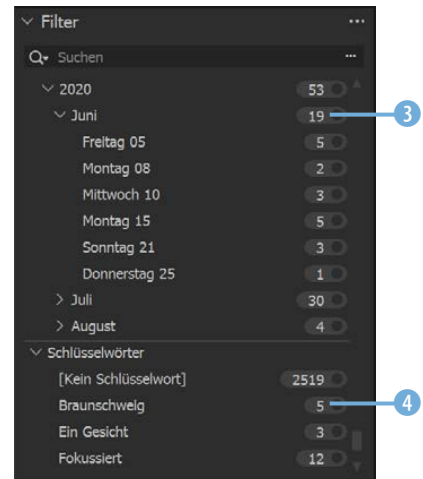 Filter ...
Suchen ...
2020 53
Juni 19 3
Freitag 05 5
Montag 08 2
Mittwoch 10 3
Montag 15 5
Sonntag 21 3
Donnerstag 25 1
Juli 30
August 4
Schlüsselwörter
[Kein Schlüsselwort] 2519
Braunschweig 5 4
Ein Gesicht 3
Fokussiert 12